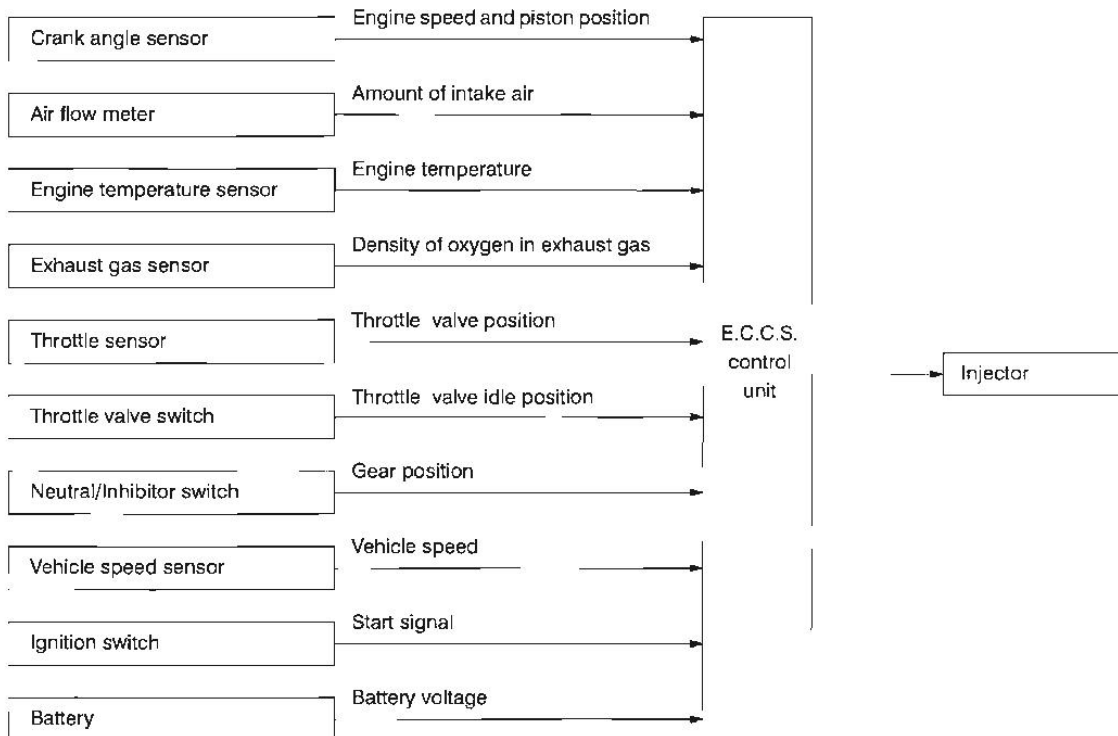 Crank angle sensor
Engine speed and piston position
Air flow meter
Amount of intake air
Engine temperature sensor
Engine temperature
Exhaust gas sensor
Density of oxygen in exhaust gas
Throttle sensor
Throttle valve position
Throttle valve switch
Throttle valve idle position
Neutral/Inhibitor switch
Gear position
Vehicle speed sensor
Vehicle speed
Ignition switch
Start signal
Battery
Battery voltage
E.C.C.S.
control
unit
Injector